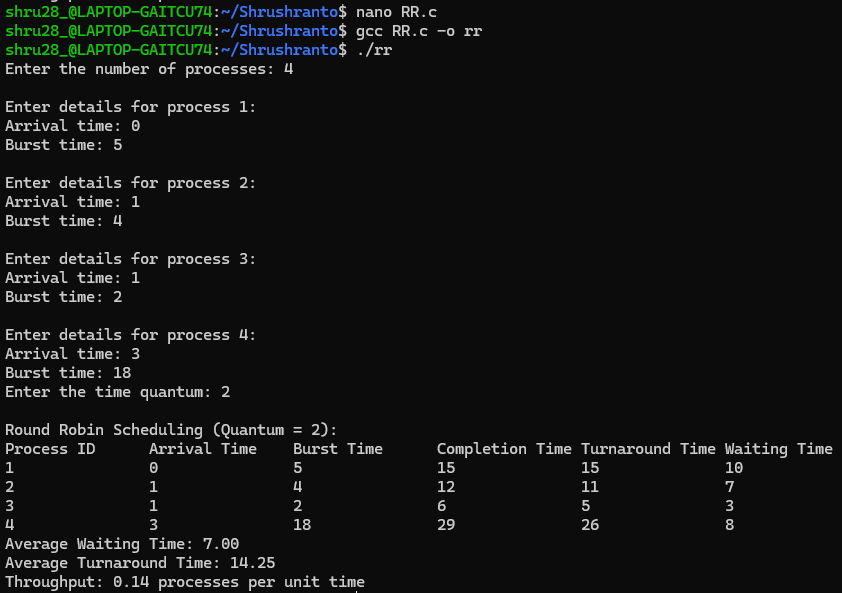 shru28_@LAPTOP-GAITCU74:~/Shrushranto$ nano RR.c
shru28_@LAPTOP-GAITCU74:~/Shrushranto$ gcc RR.c -o rr
shru28_@LAPTOP-GAITCU74:~/Shrushranto$ ./rr
Enter the number of processes: 4

Enter details for process 1:
Arrival time: 0
Burst time: 5

Enter details for process 2:
Arrival time: 1
Burst time: 4

Enter details for process 3:
Arrival time: 1
Burst time: 2

Enter details for process 4:
Arrival time: 3
Burst time: 18
Enter the time quantum: 2

Round Robin Scheduling (Quantum = 2):
Process ID      Arrival Time    Burst Time      Completion Time Turnaround Time Waiting Time
1               0               5               15              15              10
2               1               4               12              11              7
3               1               2               6               5               3
4               3               18              29              26              8
Average Waiting Time: 7.00
Average Turnaround Time: 14.25
Throughput: 0.14 processes per unit time